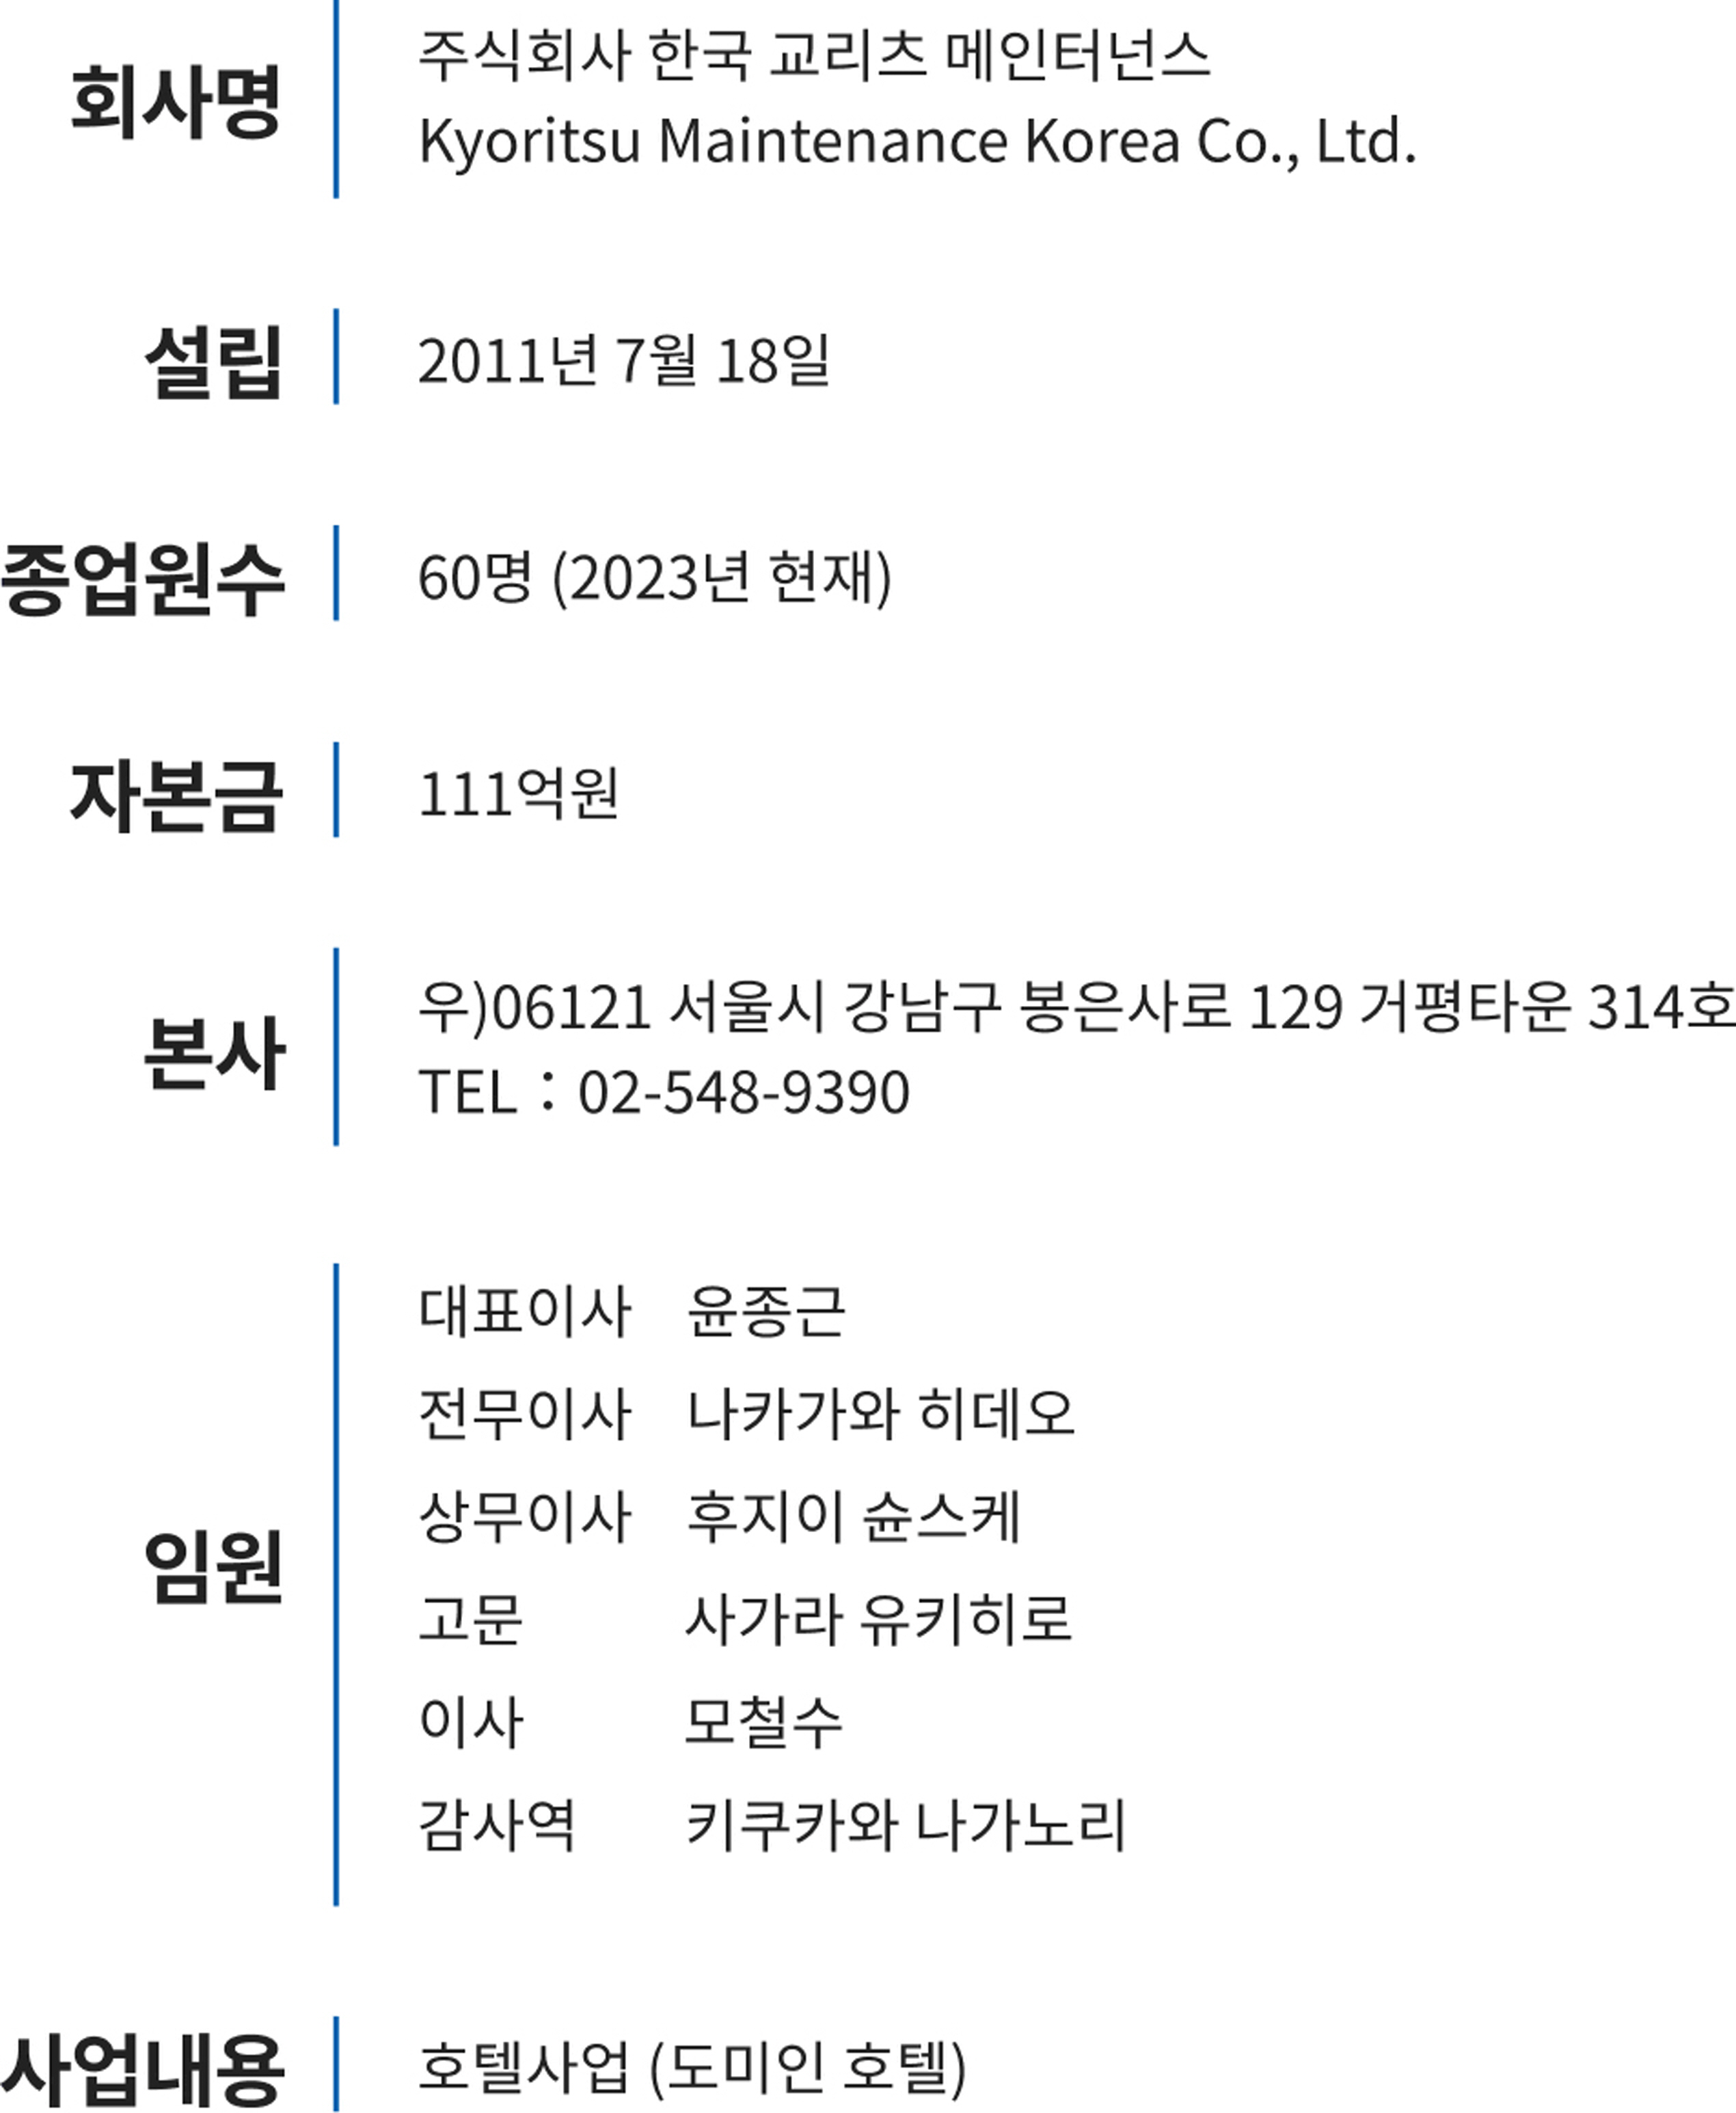 회사명
주식회사 한국 교리츠 메인터넌스
Kyoritsu Maintenance Korea Co., Ltd.
설립
2011년 7월 18일
종업원수
60명 (2023년 현재)
자본금
111억원
본사
우)06121 서울시 강남구 봉은사로 129 거평타운 314호
TEL : 02-548-9390
임원
대표이사 윤종근
전무이사 나카가와 히데오
상무이사 후지이 슌스케
고문 사가라 유키히로
이사 모철수
감사역 키쿠카와 나가노리
사업내용
호텔사업 (도미인 호텔)